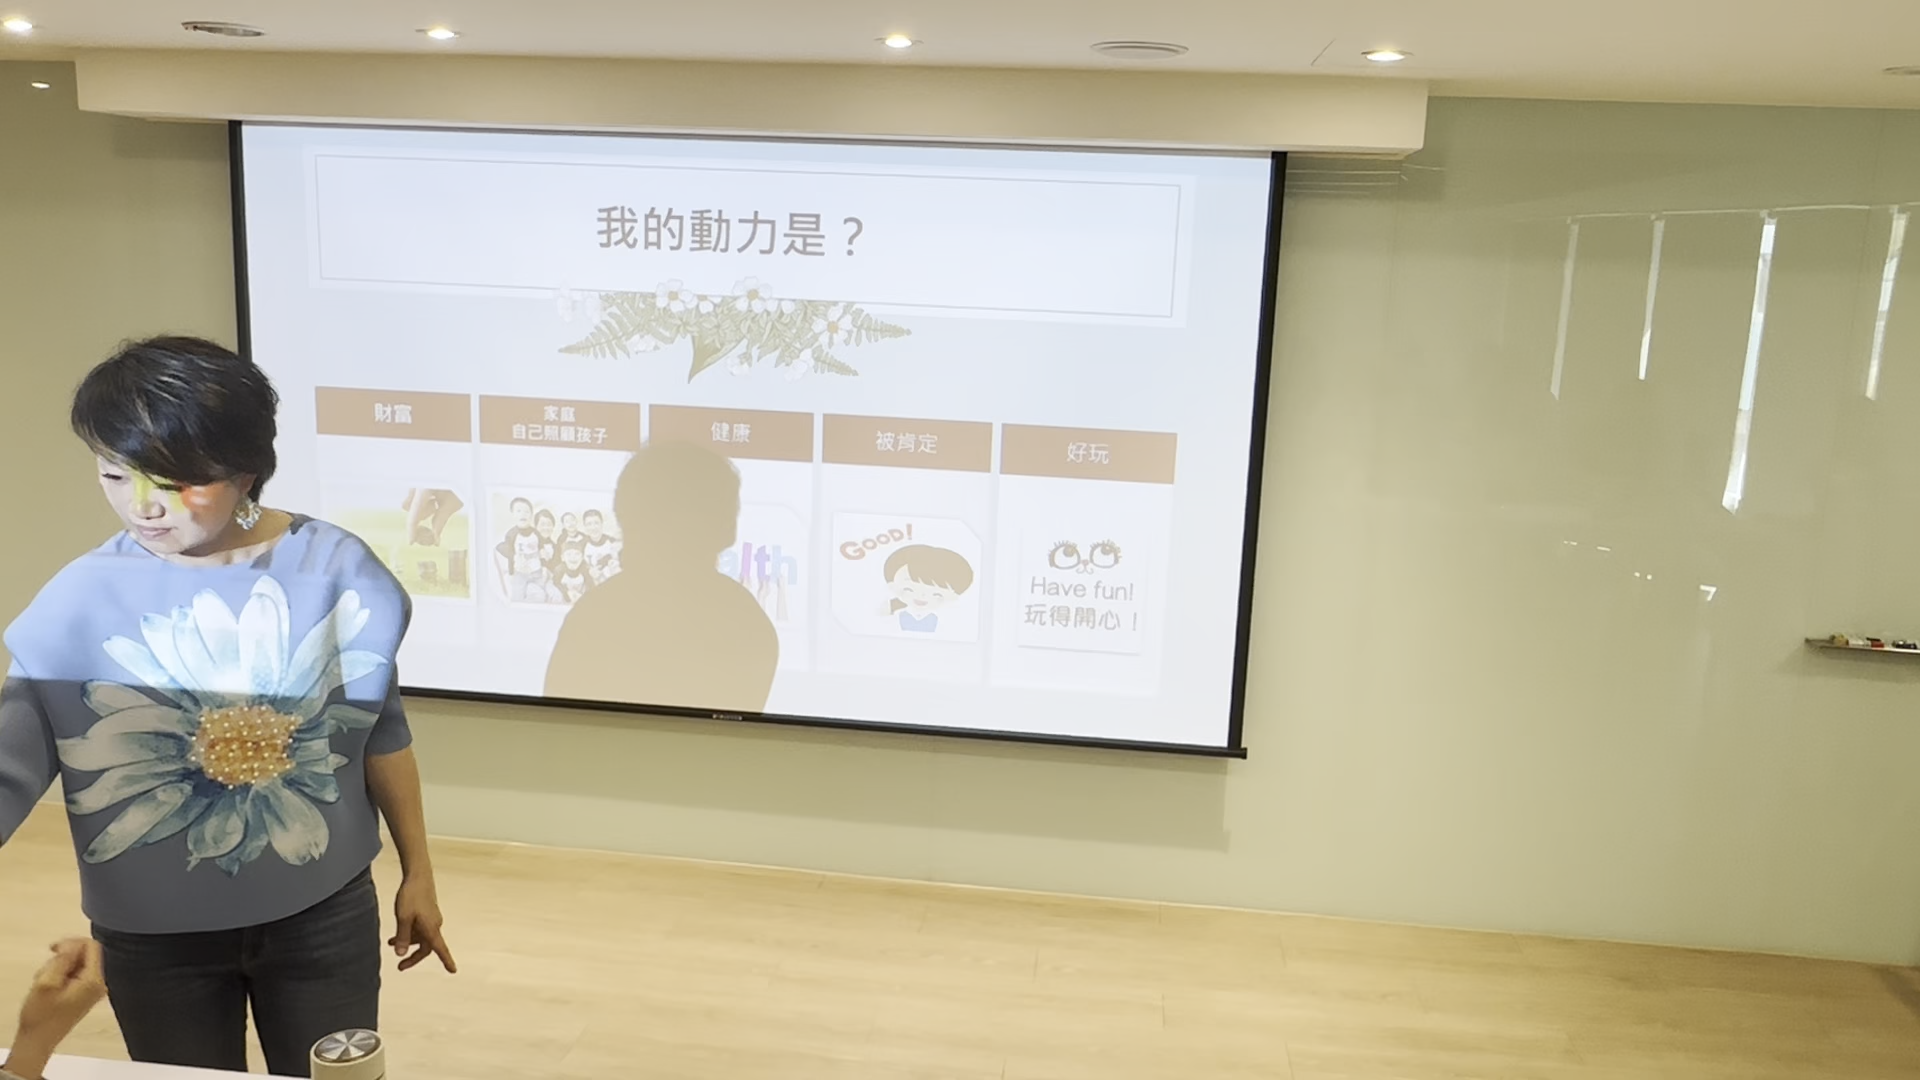 我的動力是？
財富
家庭
自己照顧孩子
健康
被肯定
好玩
alth
GOOD!
Have fun!
玩得開心！